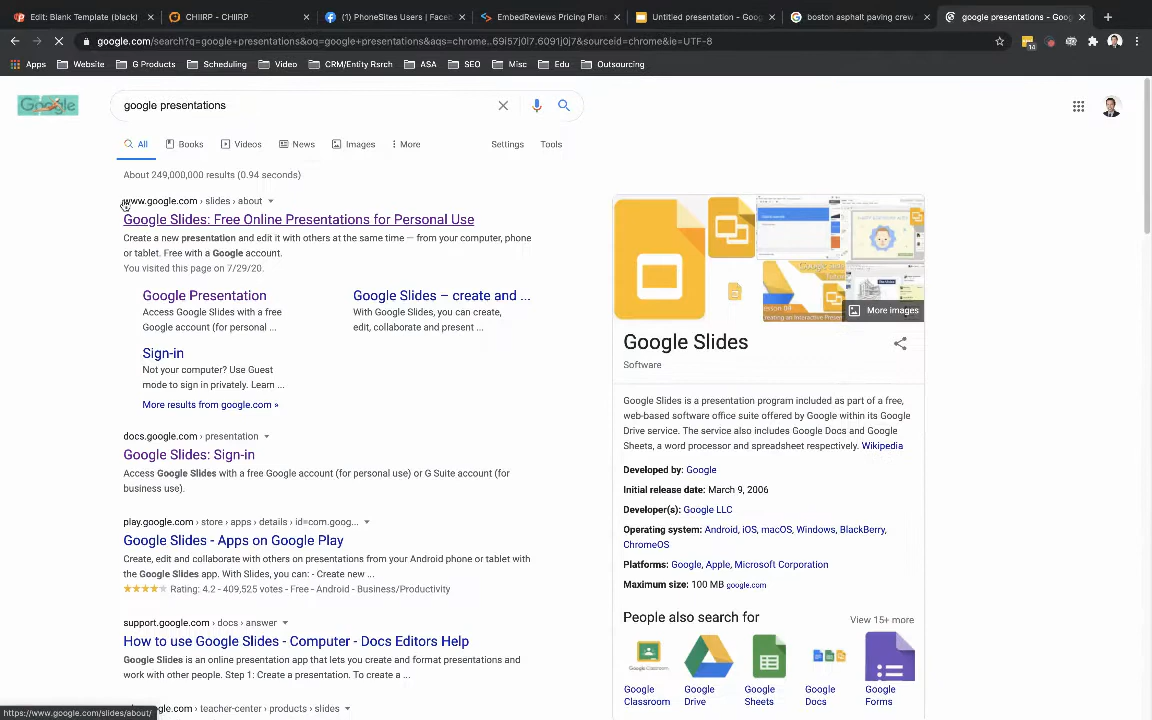 Edit: Blank Template (black)
CHIIRP - CHIIRP
(1) PhoneSites Users | Facel
EmbedReviews Pricing Plans
Untitled presentation - Goog
boston asphalt paving crew
google presentations - Goog
google.com/search?q=google+presentations&oq=google+presentations&aqs=chrome..69i57j0l7.6091j0j7&sourceid=chrome&ie=UTF-8
14
Apps
Website
G Products
Scheduling
Video
CRM/Entity Rsrch
ASA
SEO
Misc
Edu
Outsourcing
Google
google presentations
All
Books
Videos
News
Images
More
Settings
Tools
About 249,000,000 results (0.94 seconds)
www.google.com › slides › about
Google Slides: Free Online Presentations for Personal Use
Create a new presentation and edit it with others at the same time — from your computer, phone
or tablet. Free with a Google account.
You visited this page on 7/29/20.
Google Presentation
Access Google Slides with a free
Google account (for personal ...
Google Slides – create and ...
With Google Slides, you can create,
edit, collaborate and present ...
Sign-in
Not your computer? Use Guest
mode to sign in privately. Learn ...
More results from google.com »
docs.google.com › presentation
Google Slides: Sign-in
Access Google Slides with a free Google account (for personal use) or G Suite account (for
business use).
play.google.com › store › apps › details › id=com.goog...
Google Slides - Apps on Google Play
Create, edit and collaborate with others on presentations from your Android phone or tablet with
the Google Slides app. With Slides, you can: - Create new ...
Rating: 4.2 - 409,525 votes - Free - Android - Business/Productivity
support.google.com › docs › answer
How to use Google Slides - Computer - Docs Editors Help
Google Slides is an online presentation app that lets you create and format presentations and
work with other people. Step 1: Create a presentation. To create a ...
.google.com › teacher-center › products › slides
https://www.google.com/slides/about/
More images
Google Slides
Software
Google Slides is a presentation program included as part of a free,
web-based software office suite offered by Google within its Google
Drive service. The service also includes Google Docs and Google
Sheets, a word processor and spreadsheet respectively. Wikipedia
Developed by: Google
Initial release date: March 9, 2006
Developer(s): Google LLC
Operating system: Android, iOS, macOS, Windows, BlackBerry,
ChromeOS
Platforms: Google, Apple, Microsoft Corporation
Maximum size: 100 MB google.com
People also search for
View 15+ more
Google
Classroom
Google
Drive
Google
Sheets
Google
Docs
Google
Forms